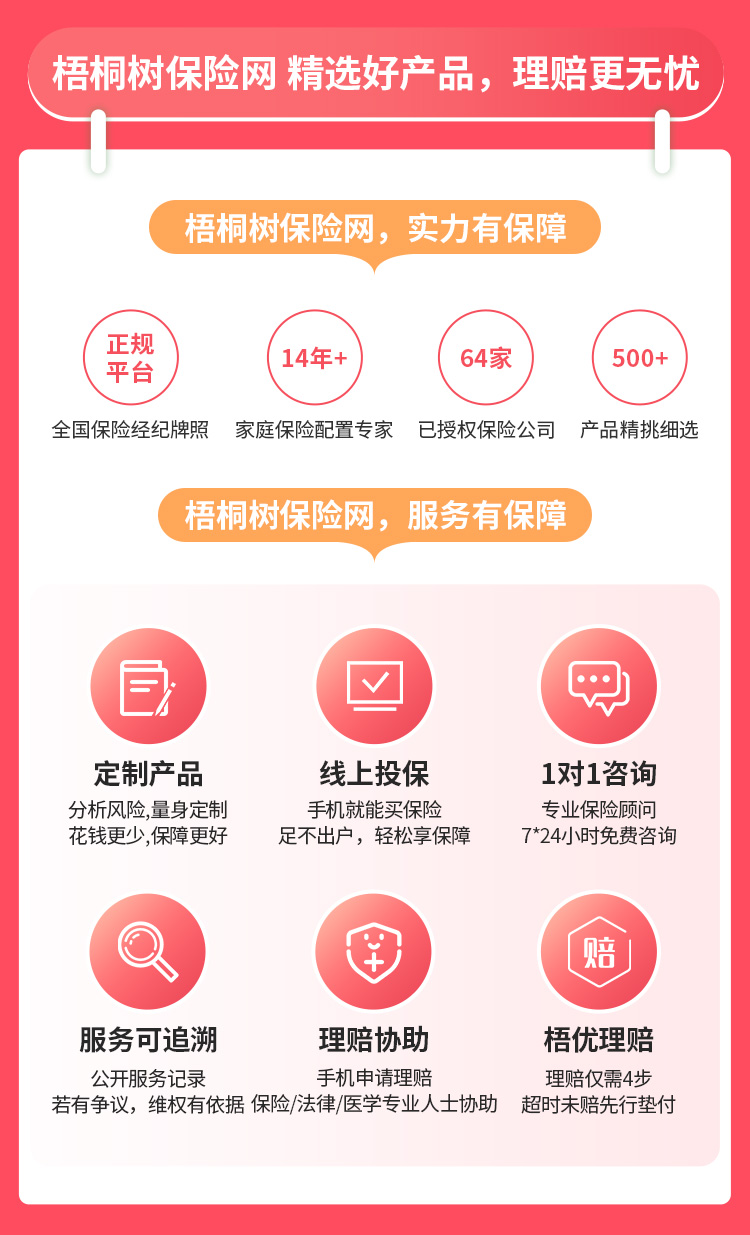 梧桐树保险网 精选好产品，理赔更无忧
梧桐树保险网，实力有保障
正规
平台
14年+
64家
500+
全国保险经纪牌照
家庭保险配置专家
已授权保险公司
产品精挑细选
梧桐树保险网，服务有保障
定制产品
分析风险,量身定制
花钱更少,保障更好
线上投保
手机就能买保险
足不出户，轻松享保障
1对1咨询
专业保险顾问
7*24小时免费咨询
赔
服务可追溯
公开服务记录
若有争议，维权有依据
理赔协助
手机申请理赔
保险/法律/医学专业人士协助
梧优理赔
理赔仅需4步
超时未赔先行垫付